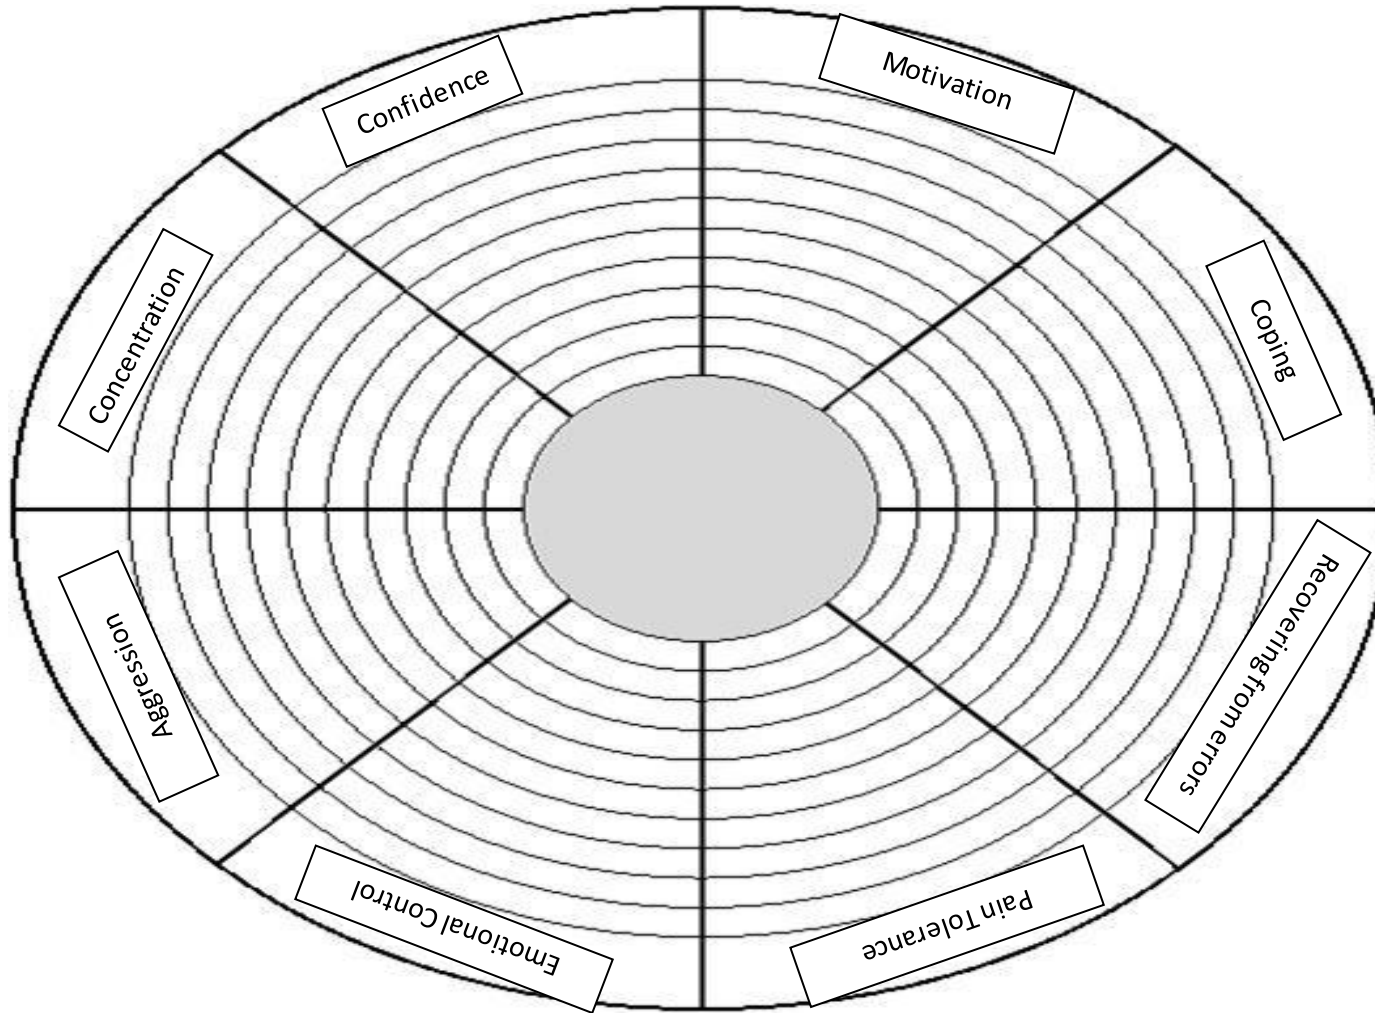 Confidence
Motivation
Concentration
Coping
Aggression
Recovering from errors
Emotional Control
Pain Tolerance